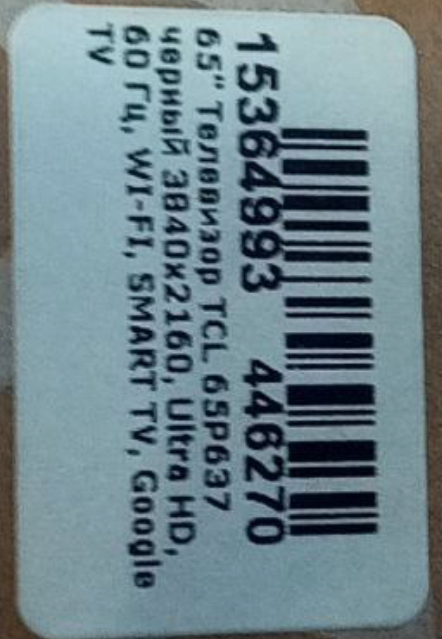 15364993 446270
65" Телевизор TCL 65P637
черный 3840x2160, Ultra HD,
60 Гц, WI-FI, SMART TV, Google
TV